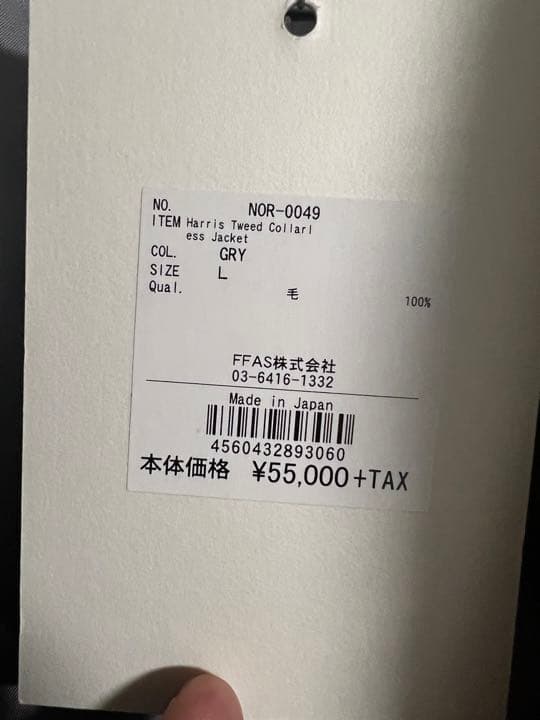 NO. NOR-0049
ITEM Harris Tweed Collarl
ess Jacket
COL. GRY
SIZE L
Qual. 毛 100%
FFAS株式会社
03-6416-1332
Made in Japan
4560432893060
本体価格 ¥55,000+TAX